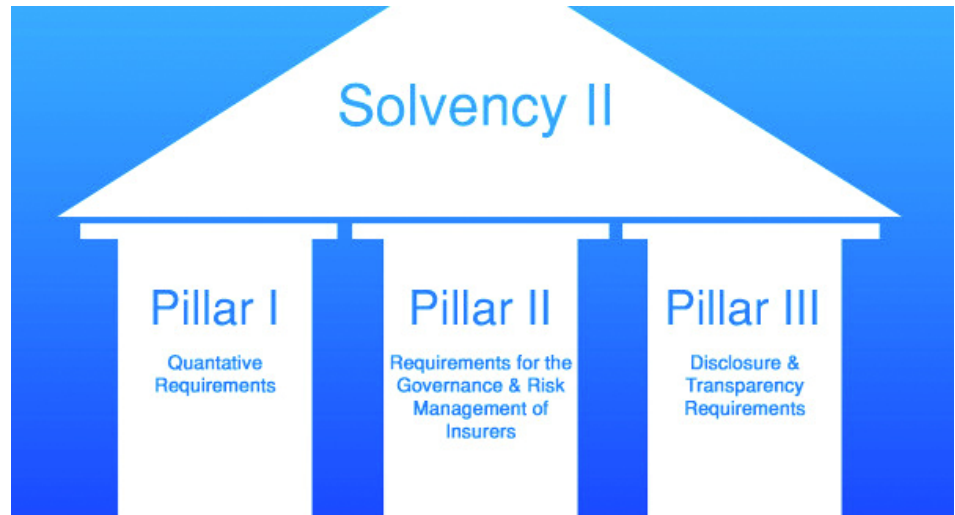 Solvency II
Pillar I
Quantative
Requirements
Pillar II
Requirements for the
Governance & Risk
Management of
Insurers
Pillar III
Disclosure &
Transparency
Requirements